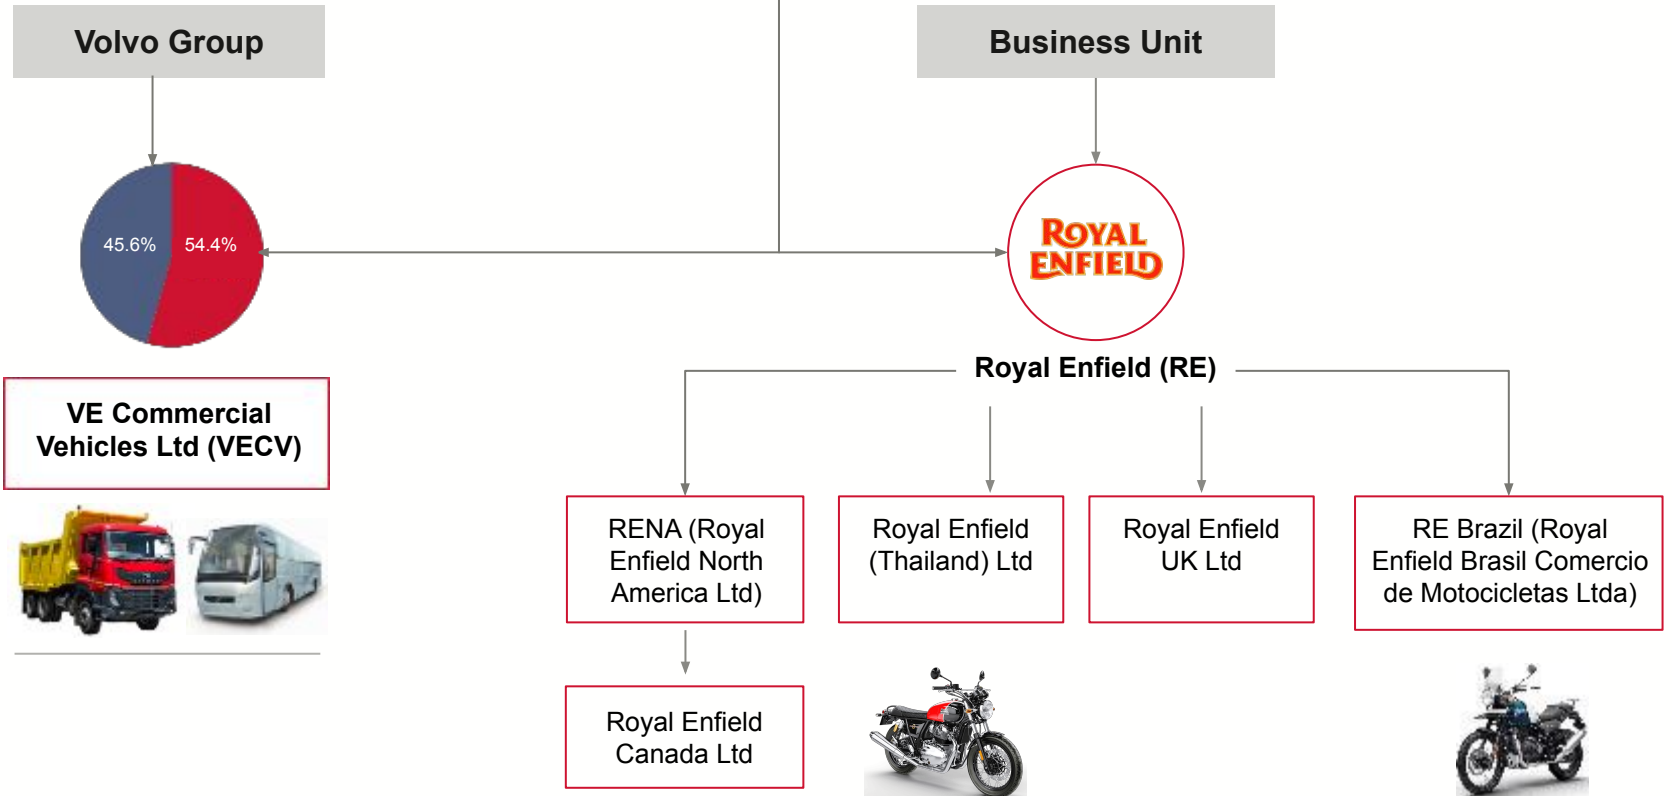 Volvo Group
Business Unit
45.6%
54.4%
ROYAL
ENFIELD
Royal Enfield (RE)
VE Commercial
Vehicles Ltd (VECV)
RENA (Royal
Enfield North
America Ltd)
Royal Enfield
(Thailand) Ltd
Royal Enfield
UK Ltd
RE Brazil (Royal
Enfield Brasil Comercio
de Motocicletas Ltda)
Royal Enfield
Canada Ltd